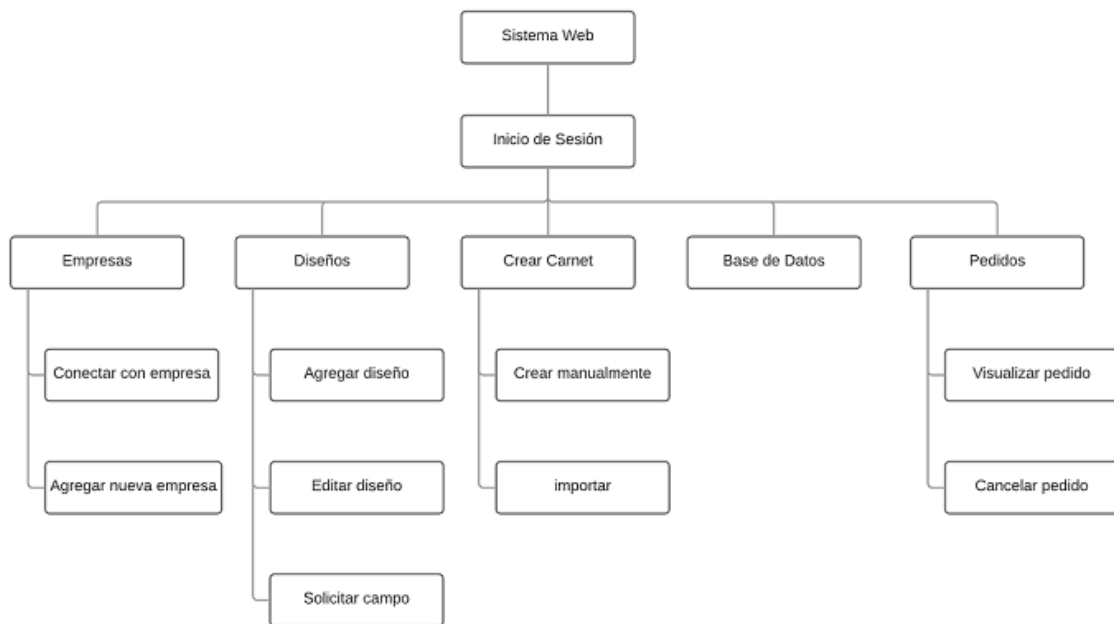 Sistema Web
Inicio de Sesión
Empresas
Diseños
Crear Carnet
Base de Datos
Pedidos
Conectar con empresa
Agregar diseño
Crear manualmente
Visualizar pedido
Agregar nueva empresa
Editar diseño
importar
Cancelar pedido
Solicitar campo